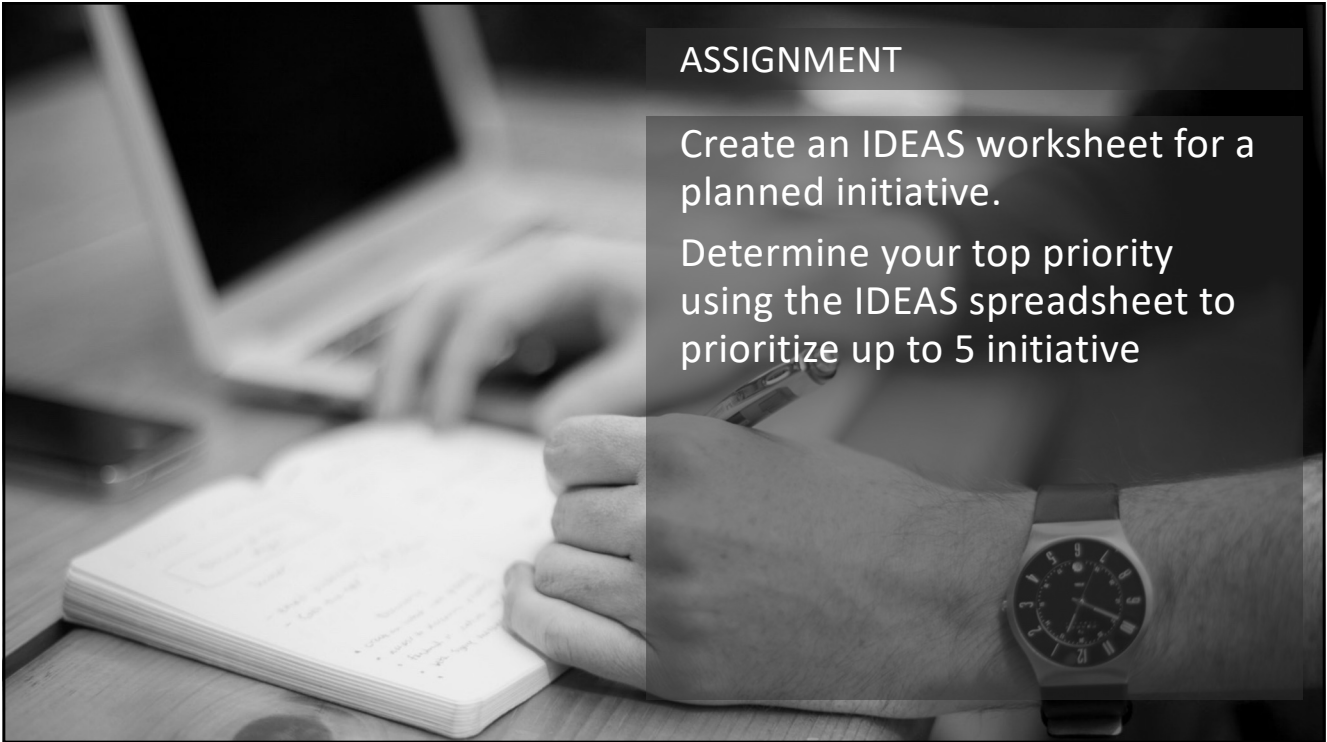 ASSIGNMENT
Create an IDEAS worksheet for a
planned initiative.
Determine your top priority
using the IDEAS spreadsheet to
prioritize up to 5 initiative